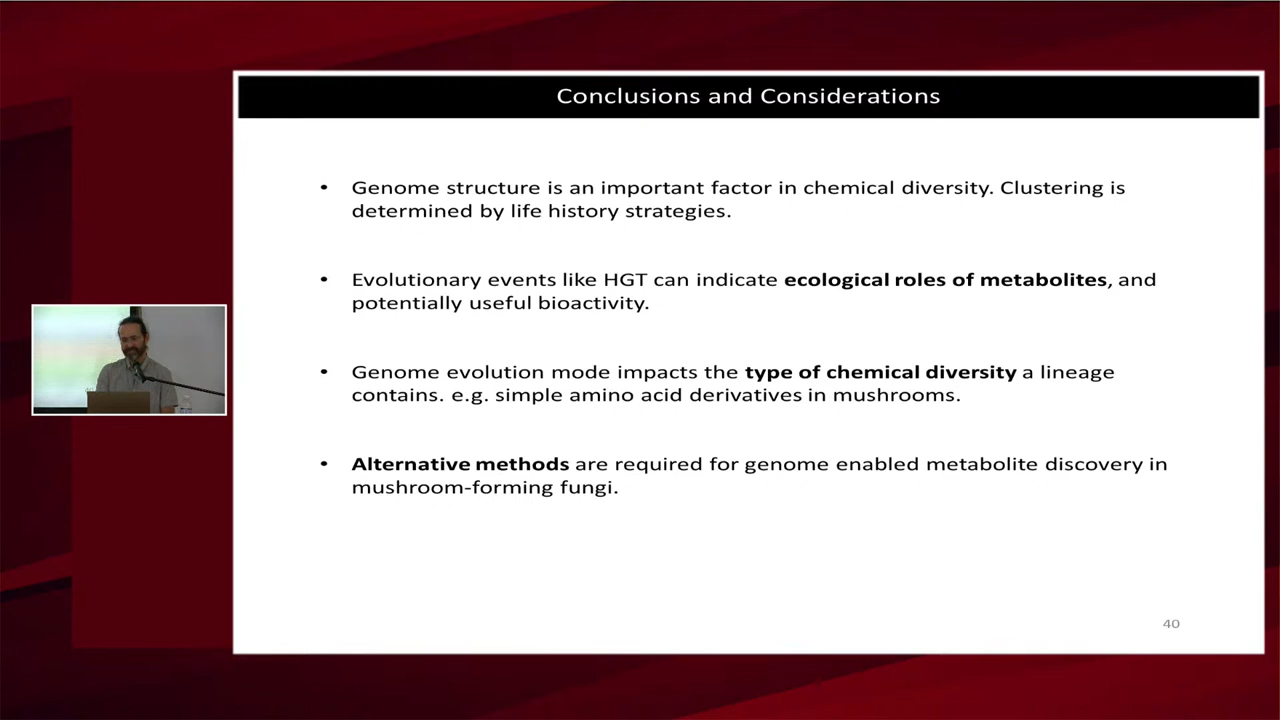 Conclusions and Considerations
• Genome structure is an important factor in chemical diversity. Clustering is
determined by life history strategies.
• Evolutionary events like HGT can indicate ecological roles of metabolites, and
potentially useful bioactivity.
• Genome evolution mode impacts the type of chemical diversity a lineage
contains. e.g. simple amino acid derivatives in mushrooms.
• Alternative methods are required for genome enabled metabolite discovery in
mushroom-forming fungi.
40